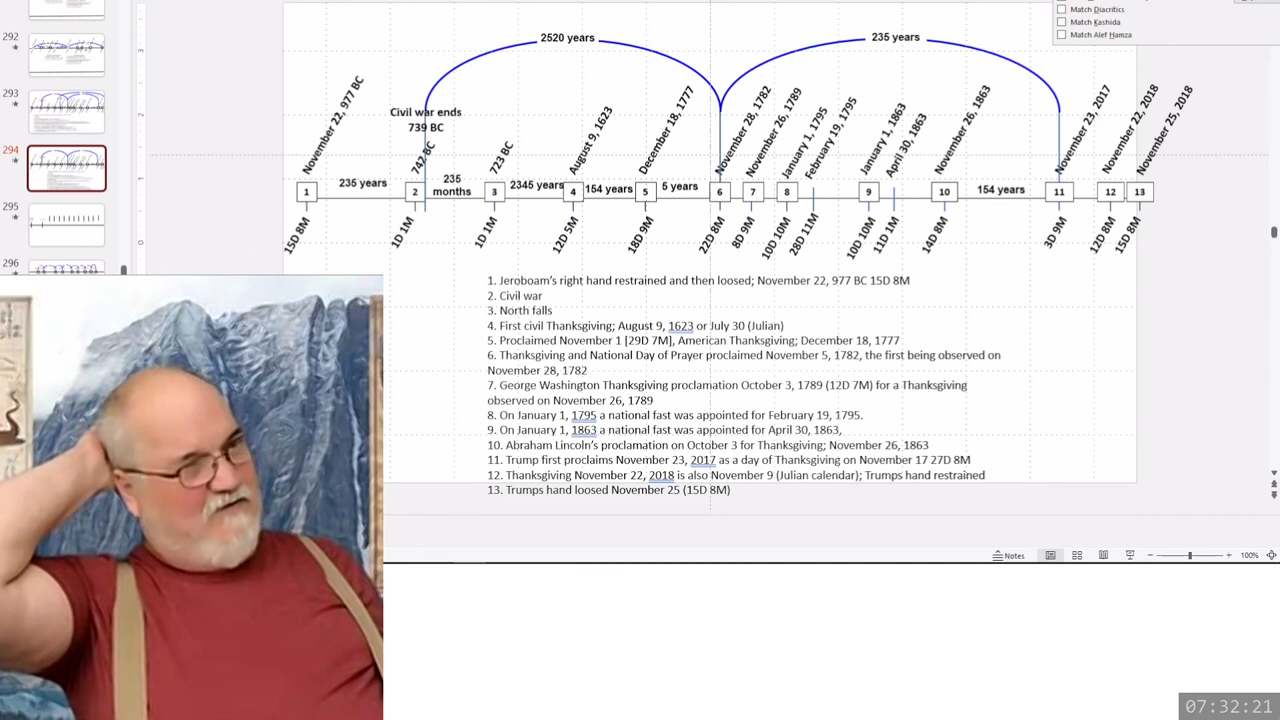 Match Diacritics
Match Kashida
Match Alef Hamza
292
293
294
295
296
3
2
1
0
2520 years
235 years
Civil war ends
739 BC
November 22, 977 BC
742 BC
723 BC
August 9, 1623
December 18, 1777
November 28, 1782
November 26, 1789
January 1, 1795
February 19, 1795
January 1, 1863
April 30, 1863
November 26, 1863
November 23, 2017
November 22, 2018
November 25, 2018
235 years
235
months
2345 years
154 years
5 years
154 years
1
2
3
4
5
6
7
8
9
10
11
12
13
15D 8M
1D 1M
1D 1M
12D 5M
18D 9M
22D 8M
8D 9M
10D 10M
28D 11M
10D 10M
11D 1M
14D 8M
3D 9M
12D 8M
15D 8M
1. Jeroboam's right hand restrained and then loosed; November 22, 977 BC 15D 8M
2. Civil war
3. North falls
4. First civil Thanksgiving; August 9, 1623 or July 30 (Julian)
5. Proclaimed November 1 [29D 7M], American Thanksgiving; December 18, 1777
6. Thanksgiving and National Day of Prayer proclaimed November 5, 1782, the first being observed on
November 28, 1782
7. George Washington Thanksgiving proclamation October 3, 1789 (12D 7M) for a Thanksgiving
observed on November 26, 1789
8. On January 1, 1795 a national fast was appointed for February 19, 1795.
9. On January 1, 1863 a national fast was appointed for April 30, 1863,
10. Abraham Lincoln's proclamation on October 3 for Thanksgiving; November 26, 1863
11. Trump first proclaims November 23, 2017 as a day of Thanksgiving on November 17 27D 8M
12. Thanksgiving November 22, 2018 is also November 9 (Julian calendar); Trumps hand restrained
13. Trumps hand loosed November 25 (15D 8M)
Notes
100%
07:32:21